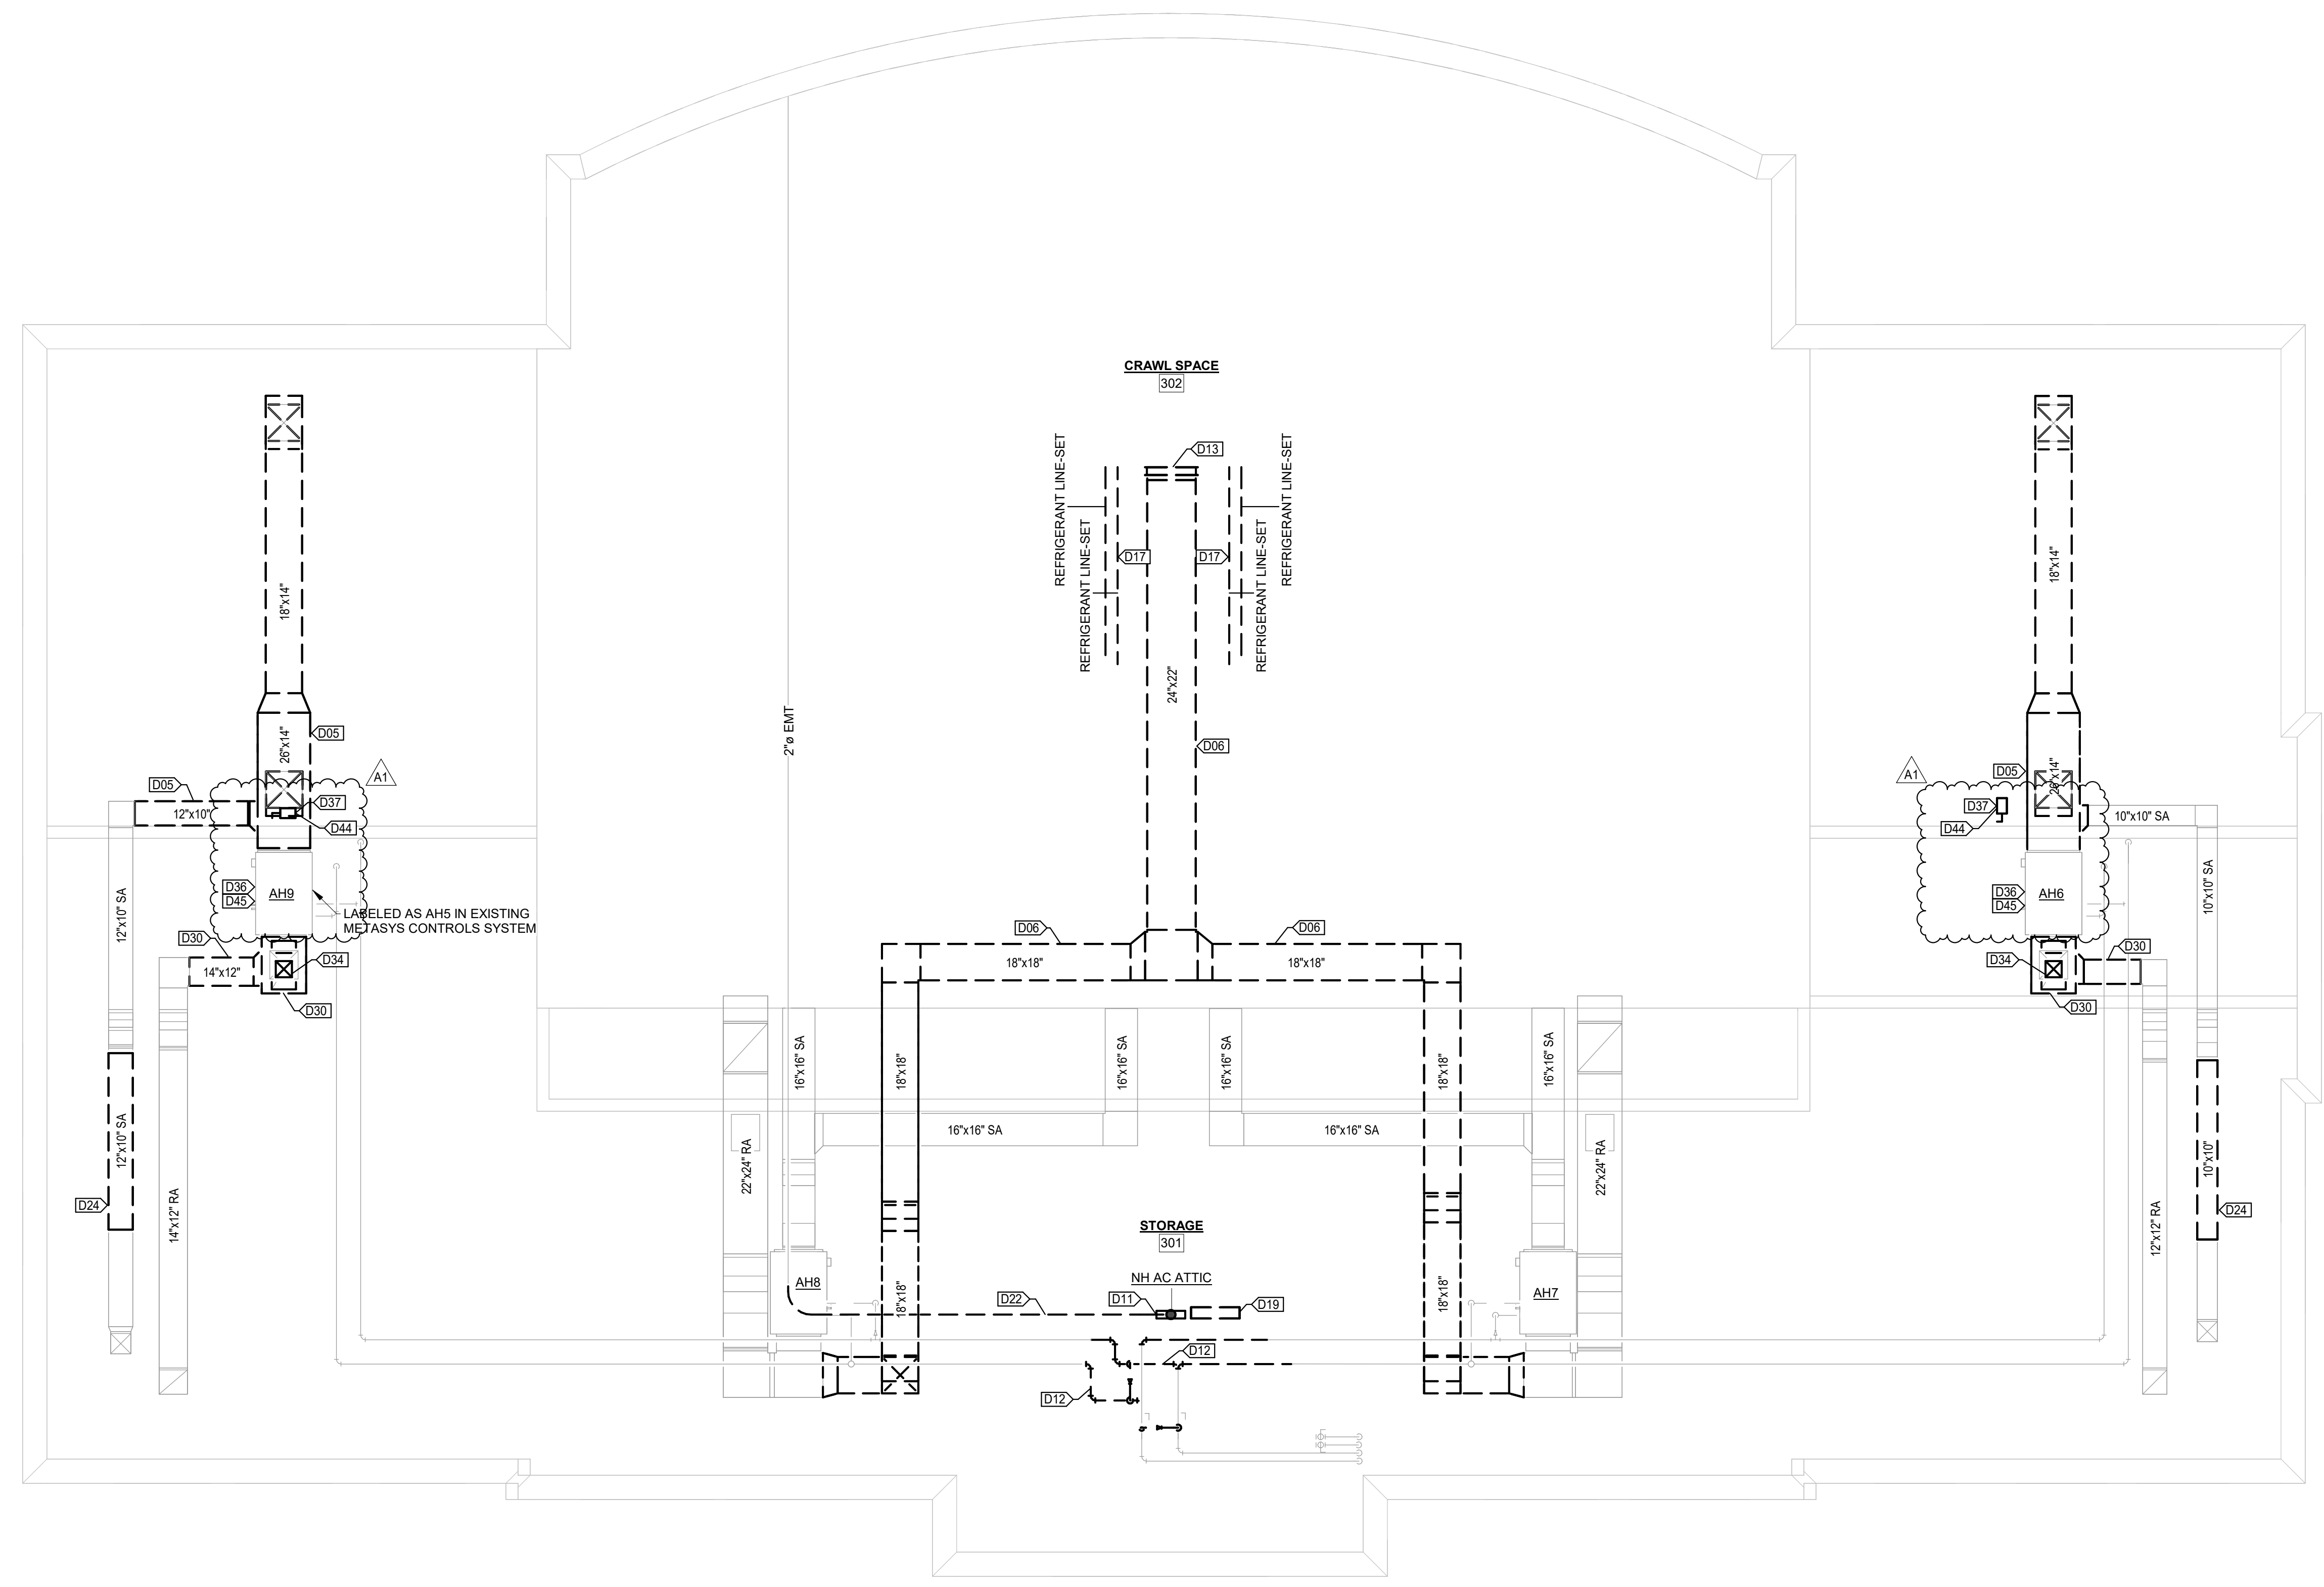 CRAWL SPACE
302
REFRIGERANT LINE-SET
REFRIGERANT LINE-SET
D13
REFRIGERANT LINE-SET
REFRIGERANT LINE-SET
D17
D17
24"x22"
D06
2"ø EMT
18"x14"
26"x14"
D05
A1
D05
12"x10"
D37
D44
D36
D45
AH9
LABELED AS AH5 IN EXISTING
METASYS CONTROLS SYSTEM
12"x10" SA
D30
14"x12"
D34
D30
12"x10" SA
D24
14"x12" RA
18"x14"
A1
D05
26"x14"
D37
D44
10"x10" SA
D36
D45
AH6
10"x10" SA
D30
D34
D30
10"x10"
D24
12"x12" RA
D06
D06
18"x18"
18"x18"
16"x16" SA
18"x18"
16"x16" SA
16"x16" SA
18"x18"
16"x16" SA
16"x16" SA
16"x16" SA
22"x24" RA
22"x24" RA
STORAGE
301
NH AC ATTIC
AH8
18"x18"
D22
D11
D19
18"x18"
AH7
D12
D12